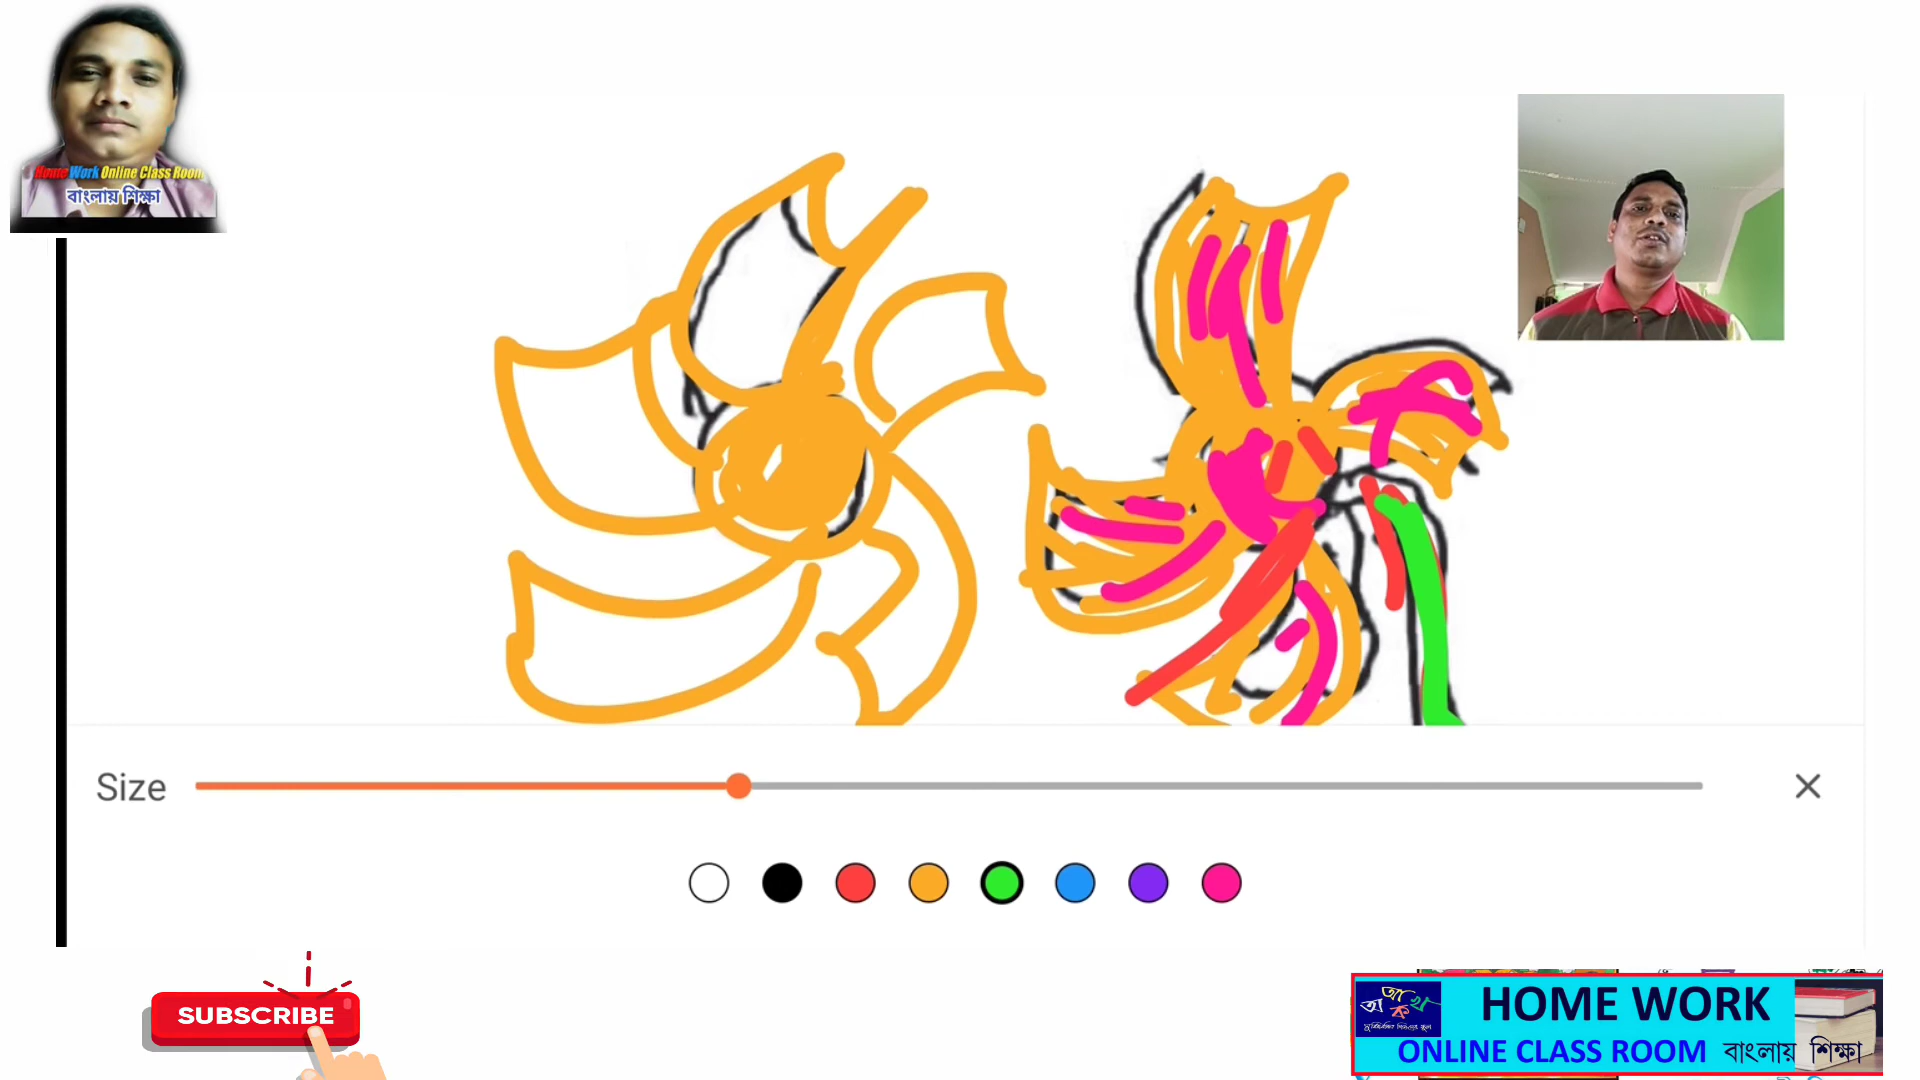 Home Work Online Class Room
বাংলায় শিক্ষা
Size
SUBSCRIBE
অ আ ক খ
HOME WORK
ONLINE CLASS ROOM বাংলায় শিক্ষা